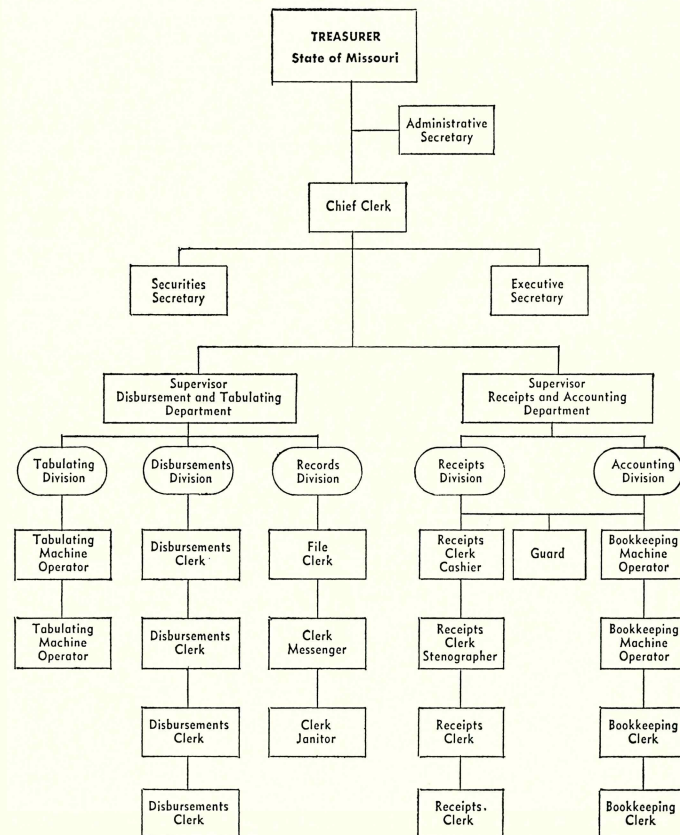 TREASURER
State of Missouri
Administrative
Secretary
Chief Clerk
Securities
Secretary
Executive
Secretary
Supervisor
Disbursement and Tabulating
Department
Supervisor
Receipts and Accounting
Department
Tabulating
Division
Disbursements
Division
Records
Division
Receipts
Division
Accounting
Division
Tabulating
Machine
Operator
Disbursements
Clerk
File
Clerk
Receipts
Clerk
Cashier
Guard
Bookkeeping
Machine
Operator
Tabulating
Machine
Operator
Disbursements
Clerk
Clerk
Messenger
Receipts
Clerk
Stenographer
Bookkeeping
Machine
Operator
Disbursements
Clerk
Clerk
Janitor
Receipts
Clerk
Bookkeeping
Clerk
Disbursements
Clerk
Receipts.
Clerk
Bookkeeping
Clerk